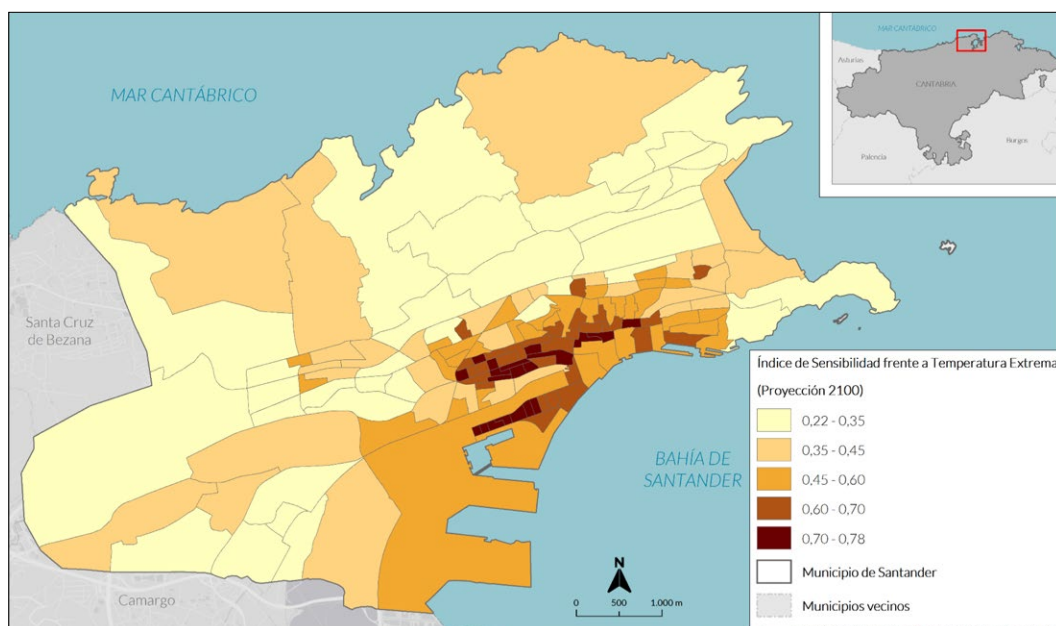 MAR CANTÁBRICO
MAR CANTÁBRICO
Asturias
CANTABRIA
Palencia
Burgos
Santa Cruz
de Bezana
BAHÍA DE
SANTANDER
Camargo
N
0 500 1.000 m
Índice de Sensibilidad frente a Temperatura Extrema
(Proyección 2100)
0,22 - 0,35
0,35 - 0,45
0,45 - 0,60
0,60 - 0,70
0,70 - 0,78
Municipio de Santander
Municipios vecinos